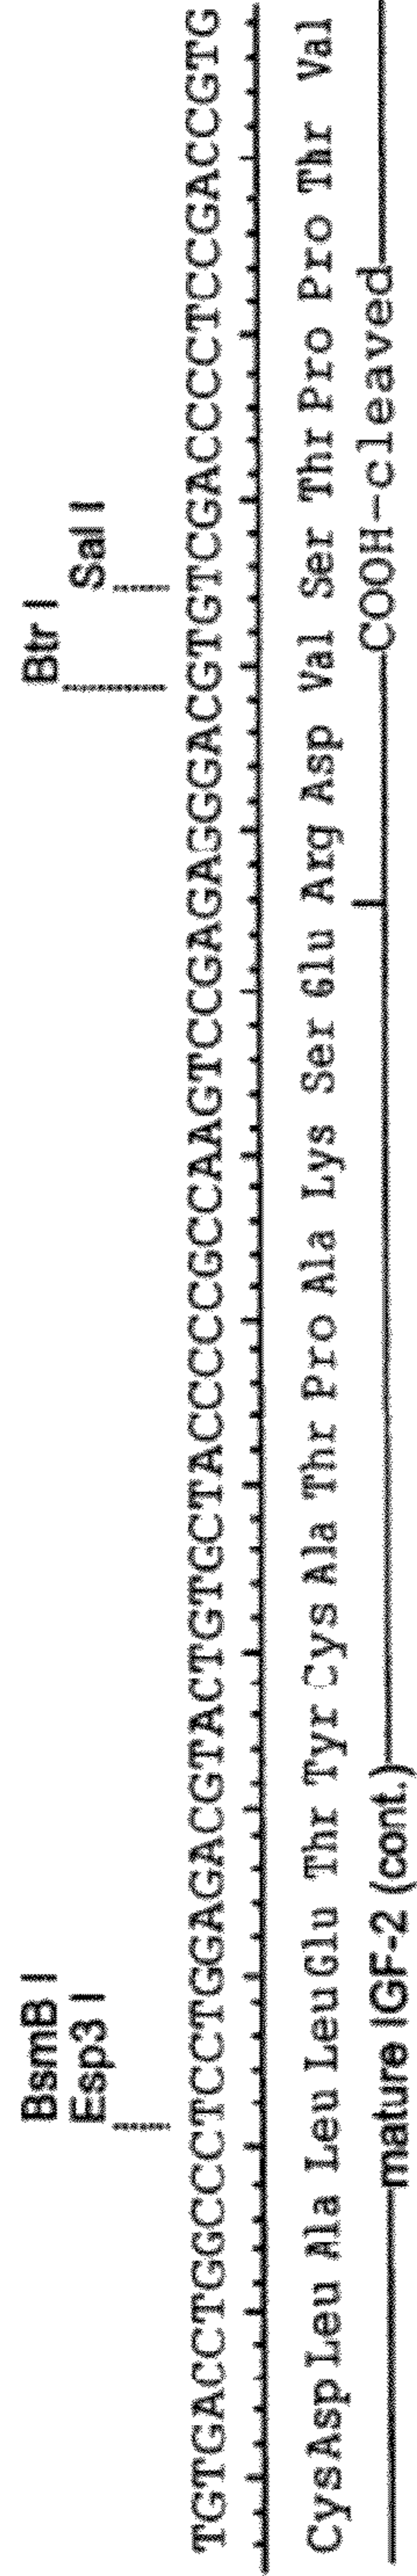 BsmB I Btr I
Esp3 I Sal I
TGTGACCTGGCCCTCCTGGAGACGTACTGTGCTACCCCCGCCAAGTCCGAGAGGGACGTGTCGACCCCTCCGACCGTG
Cys Asp Leu Ala Leu Leu Glu Thr Tyr Cys Ala Thr Pro Ala Lys Ser Glu Arg Asp Val Ser Thr Pro Pro Thr Val
mature IGF-2 (cont.) COOH-cleaved